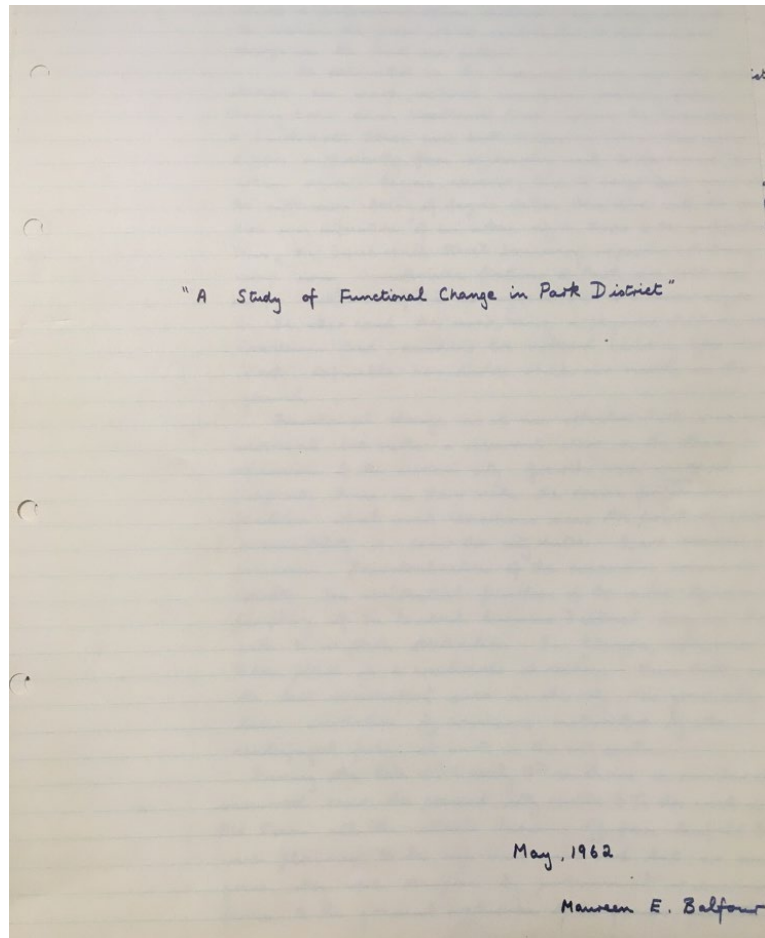 "A Study of Functional Change in Park District"
May, 1962
Maureen E. Balfour